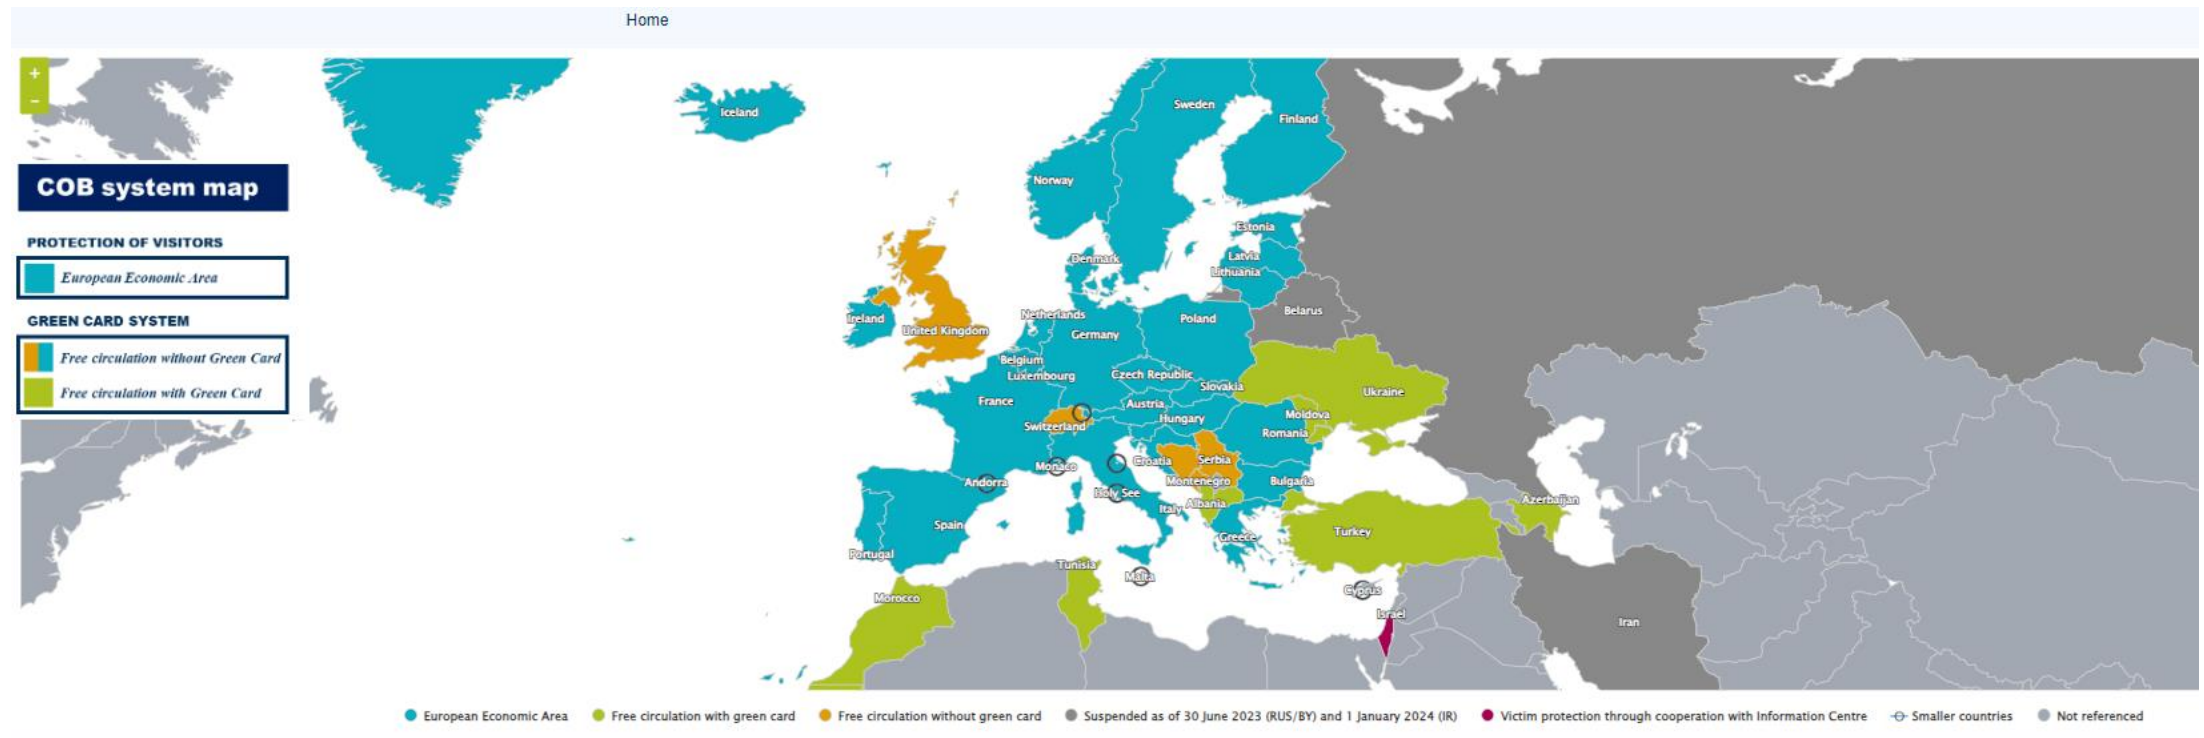 Home
+
−
COB system map
PROTECTION OF VISITORS
European Economic Area
GREEN CARD SYSTEM
Free circulation without Green Card
Free circulation with Green Card
Iceland
Sweden
Finland
Norway
Estonia
Denmark
Latvia
Lithuania
Ireland
United Kingdom
Netherlands
Germany
Poland
Belarus
Belgium
Luxembourg
Czech Republic
Slovakia
Ukraine
France
Austria
Hungary
Moldova
Switzerland
Romania
Monaco
Croatia
Serbia
Andorra
Montenegro
Bulgaria
Holy See
Italy
Albania
Azerbaijan
Spain
Greece
Turkey
Portugal
Tunisia
Malta
Cyprus
Morocco
Israel
Iran
European Economic Area
Free circulation with green card
Free circulation without green card
Suspended as of 30 June 2023 (RUS/BY) and 1 January 2024 (IR)
Victim protection through cooperation with Information Centre
Smaller countries
Not referenced